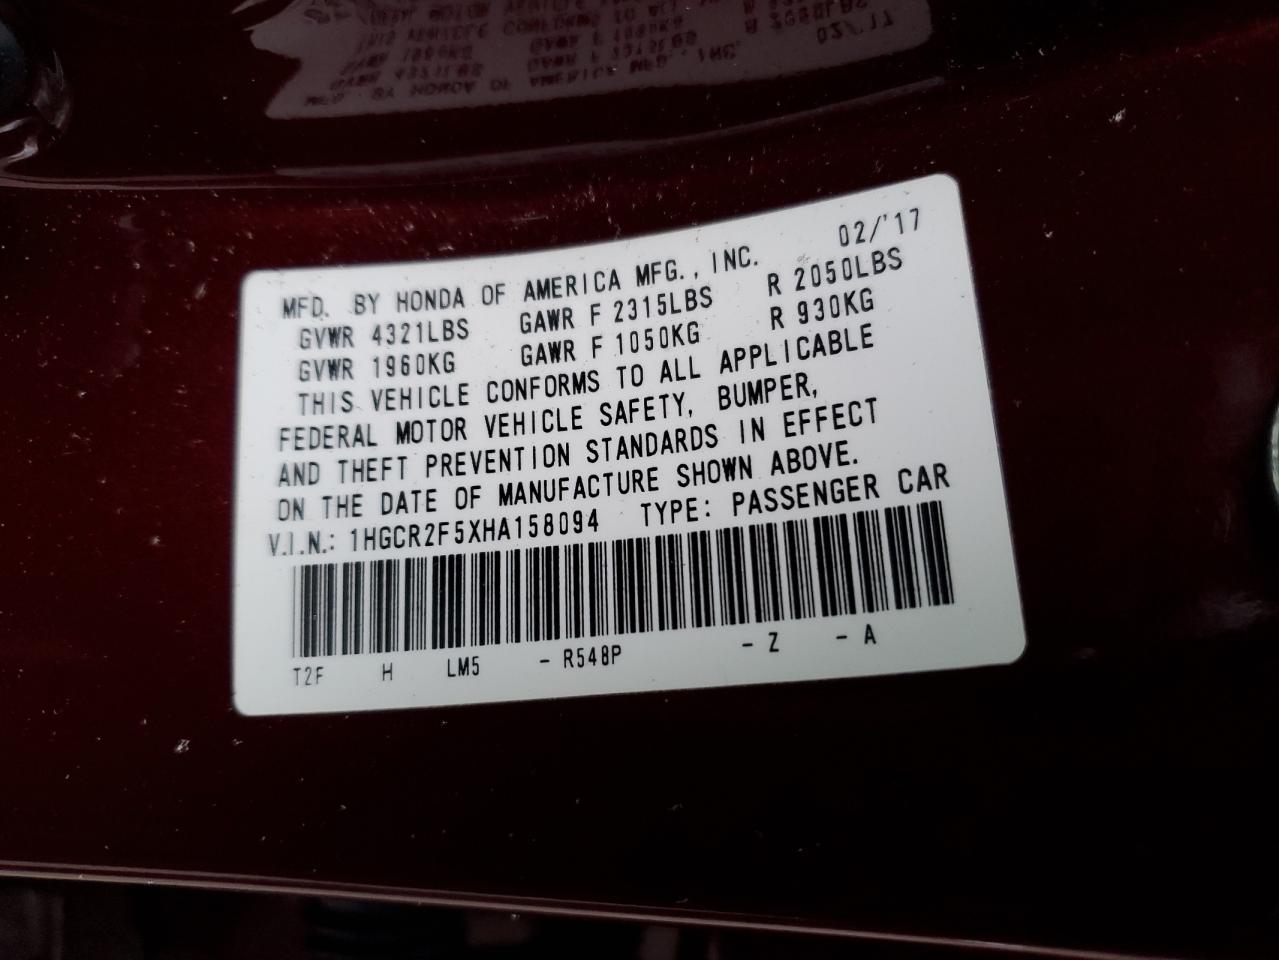 MFD. BY HONDA OF AMERICA MFG., INC. 02/'17
GVWR 4321LBS GAWR F 2315LBS R 2050LBS
GVWR 1960KG GAWR F 1050KG R 930KG
THIS VEHICLE CONFORMS TO ALL APPLICABLE
FEDERAL MOTOR VEHICLE SAFETY, BUMPER,
AND THEFT PREVENTION STANDARDS IN EFFECT
ON THE DATE OF MANUFACTURE SHOWN ABOVE.
V.I.N.: 1HGCR2F5XHA158094 TYPE: PASSENGER CAR
T2F H LM5 - R548P - Z - A